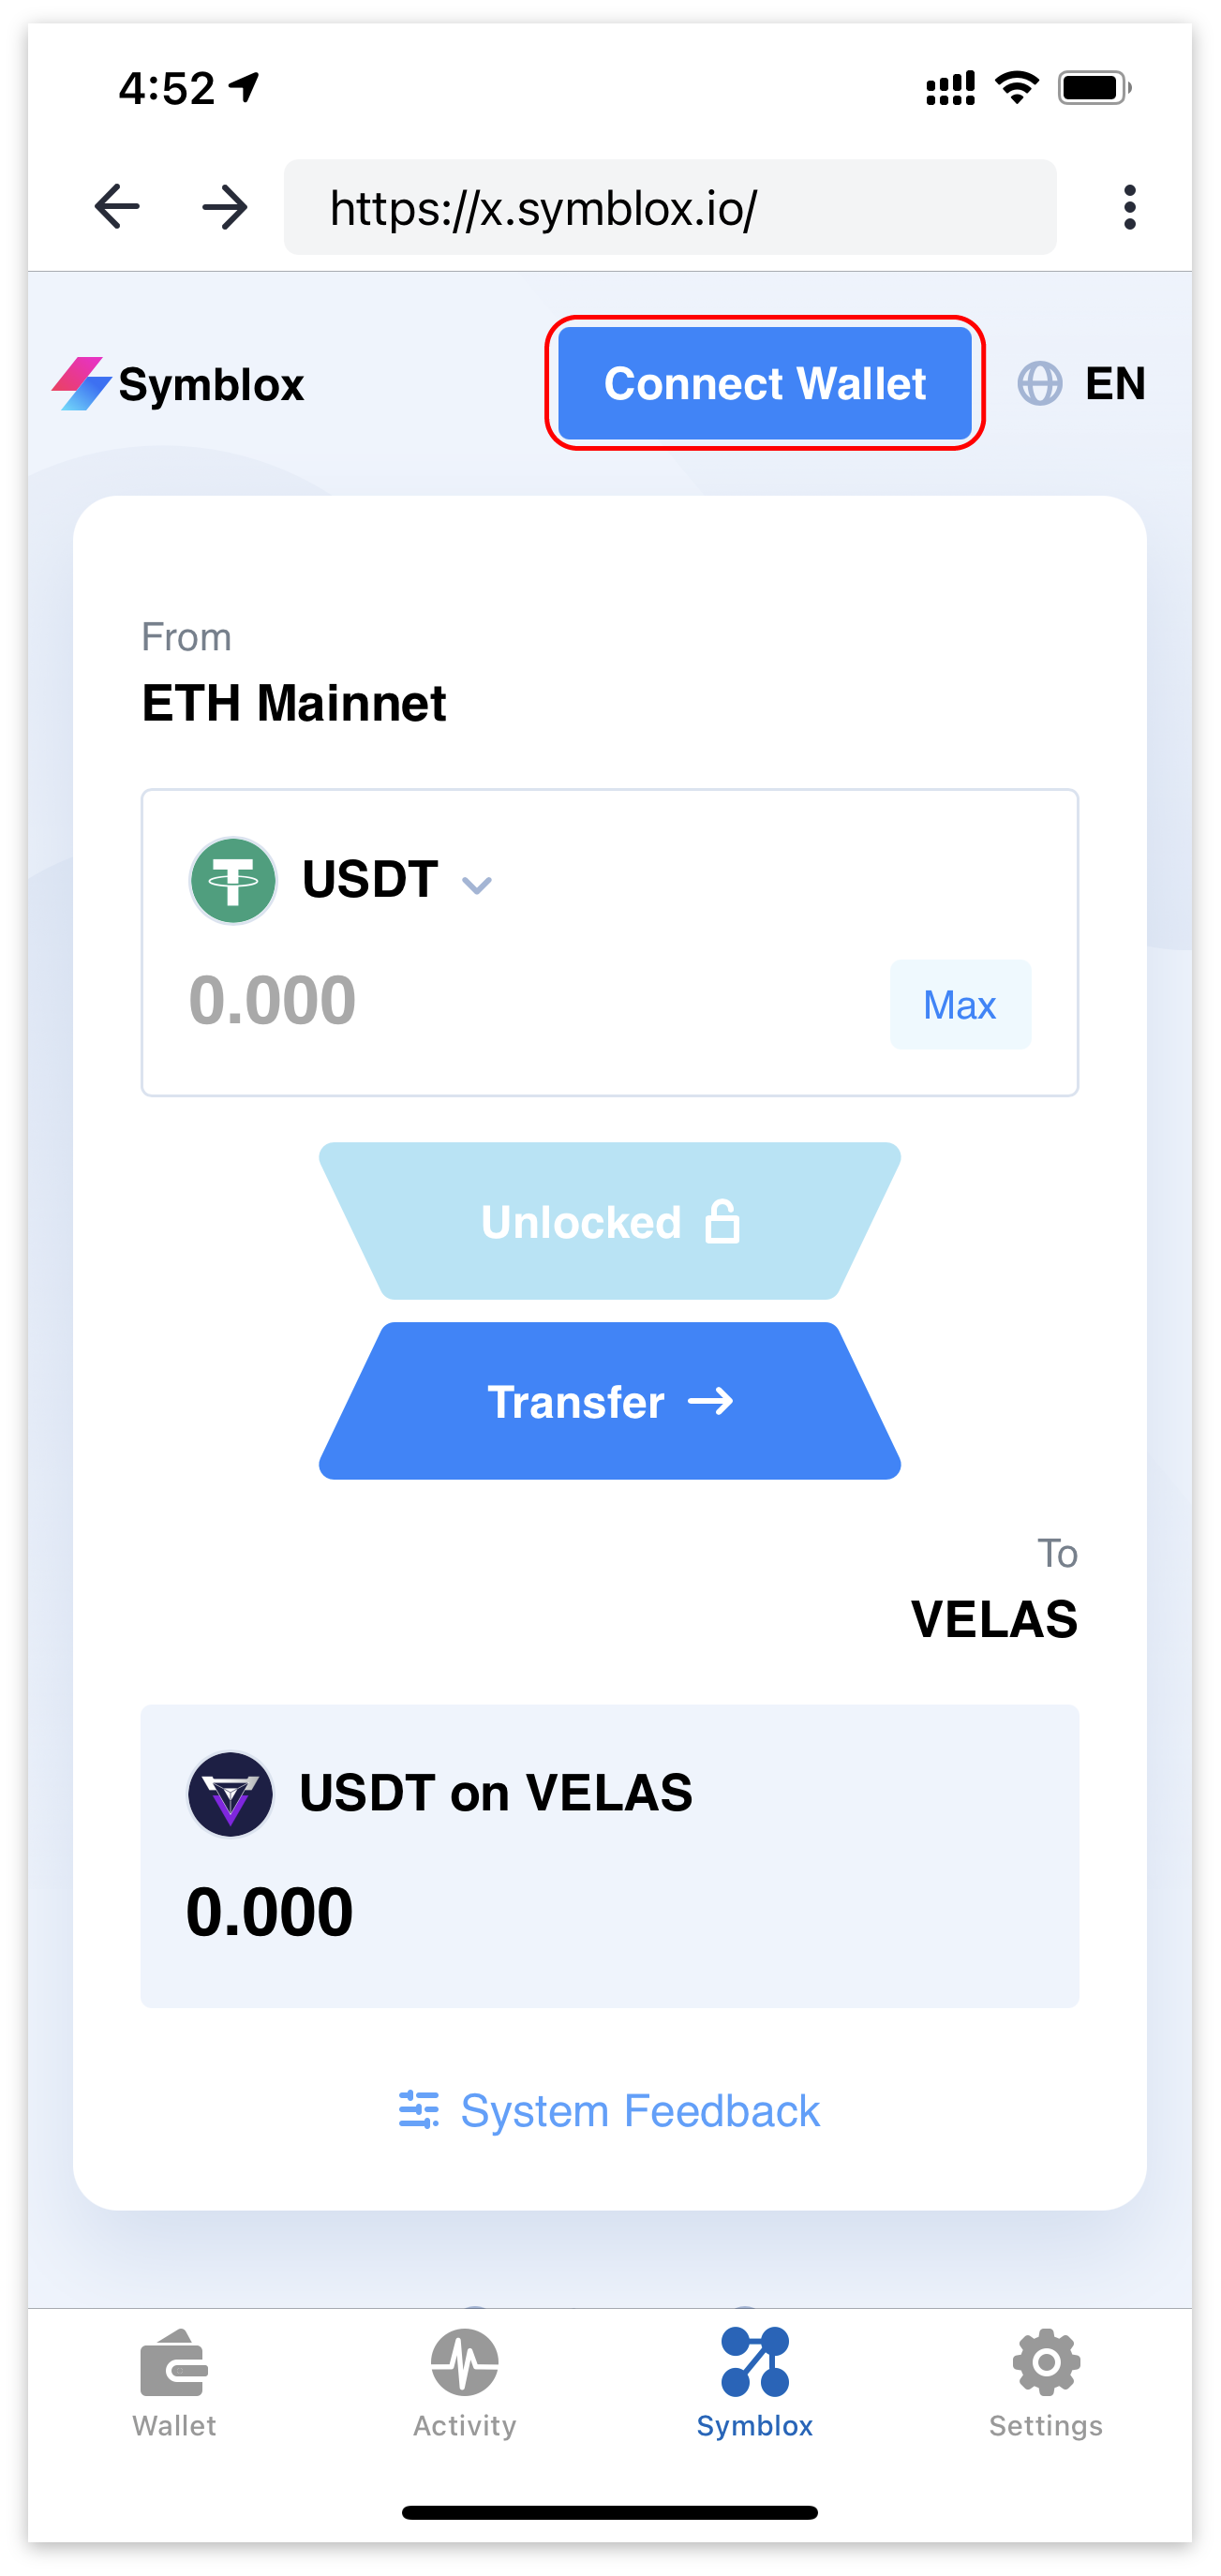 4:52
https://x.symblox.io/
Symblox
Connect Wallet
EN
From
ETH Mainnet
USDT
0.000
Max
Unlocked
Transfer →
To
VELAS
USDT on VELAS
0.000
System Feedback
Wallet
Activity
Symblox
Settings